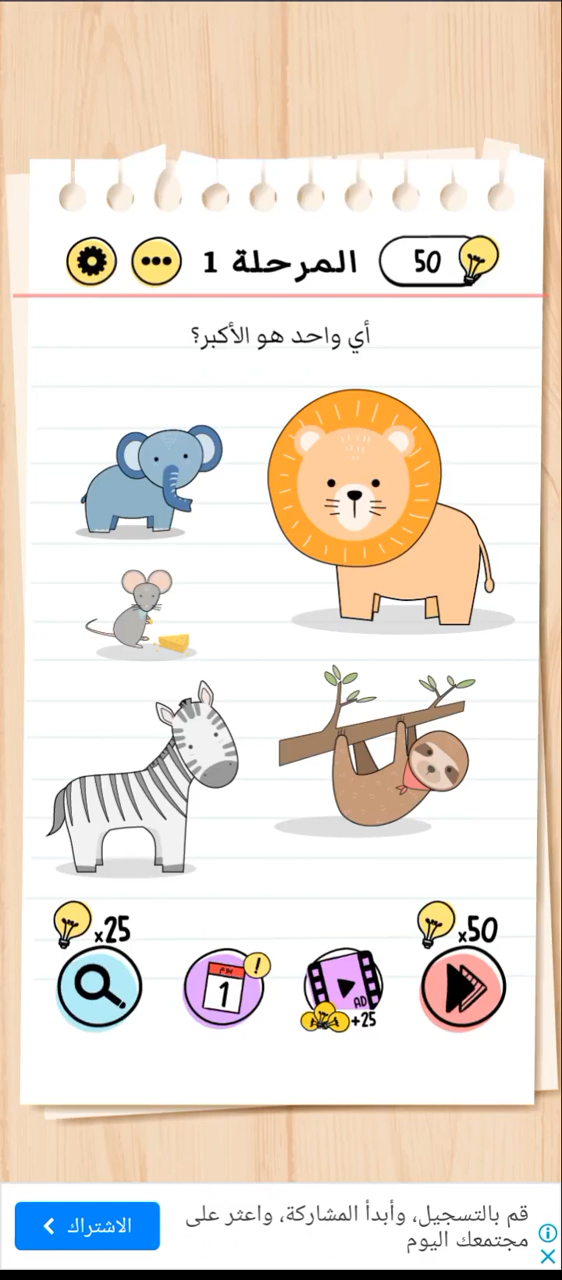 المرحلة 1
50
أي واحد هو الأكبر؟
x25
x50
يوم
1
!
AD
+25
قم بالتسجيل، وأبدأ المشاركة، واعثر على
مجتمعك اليوم
الاشتراك